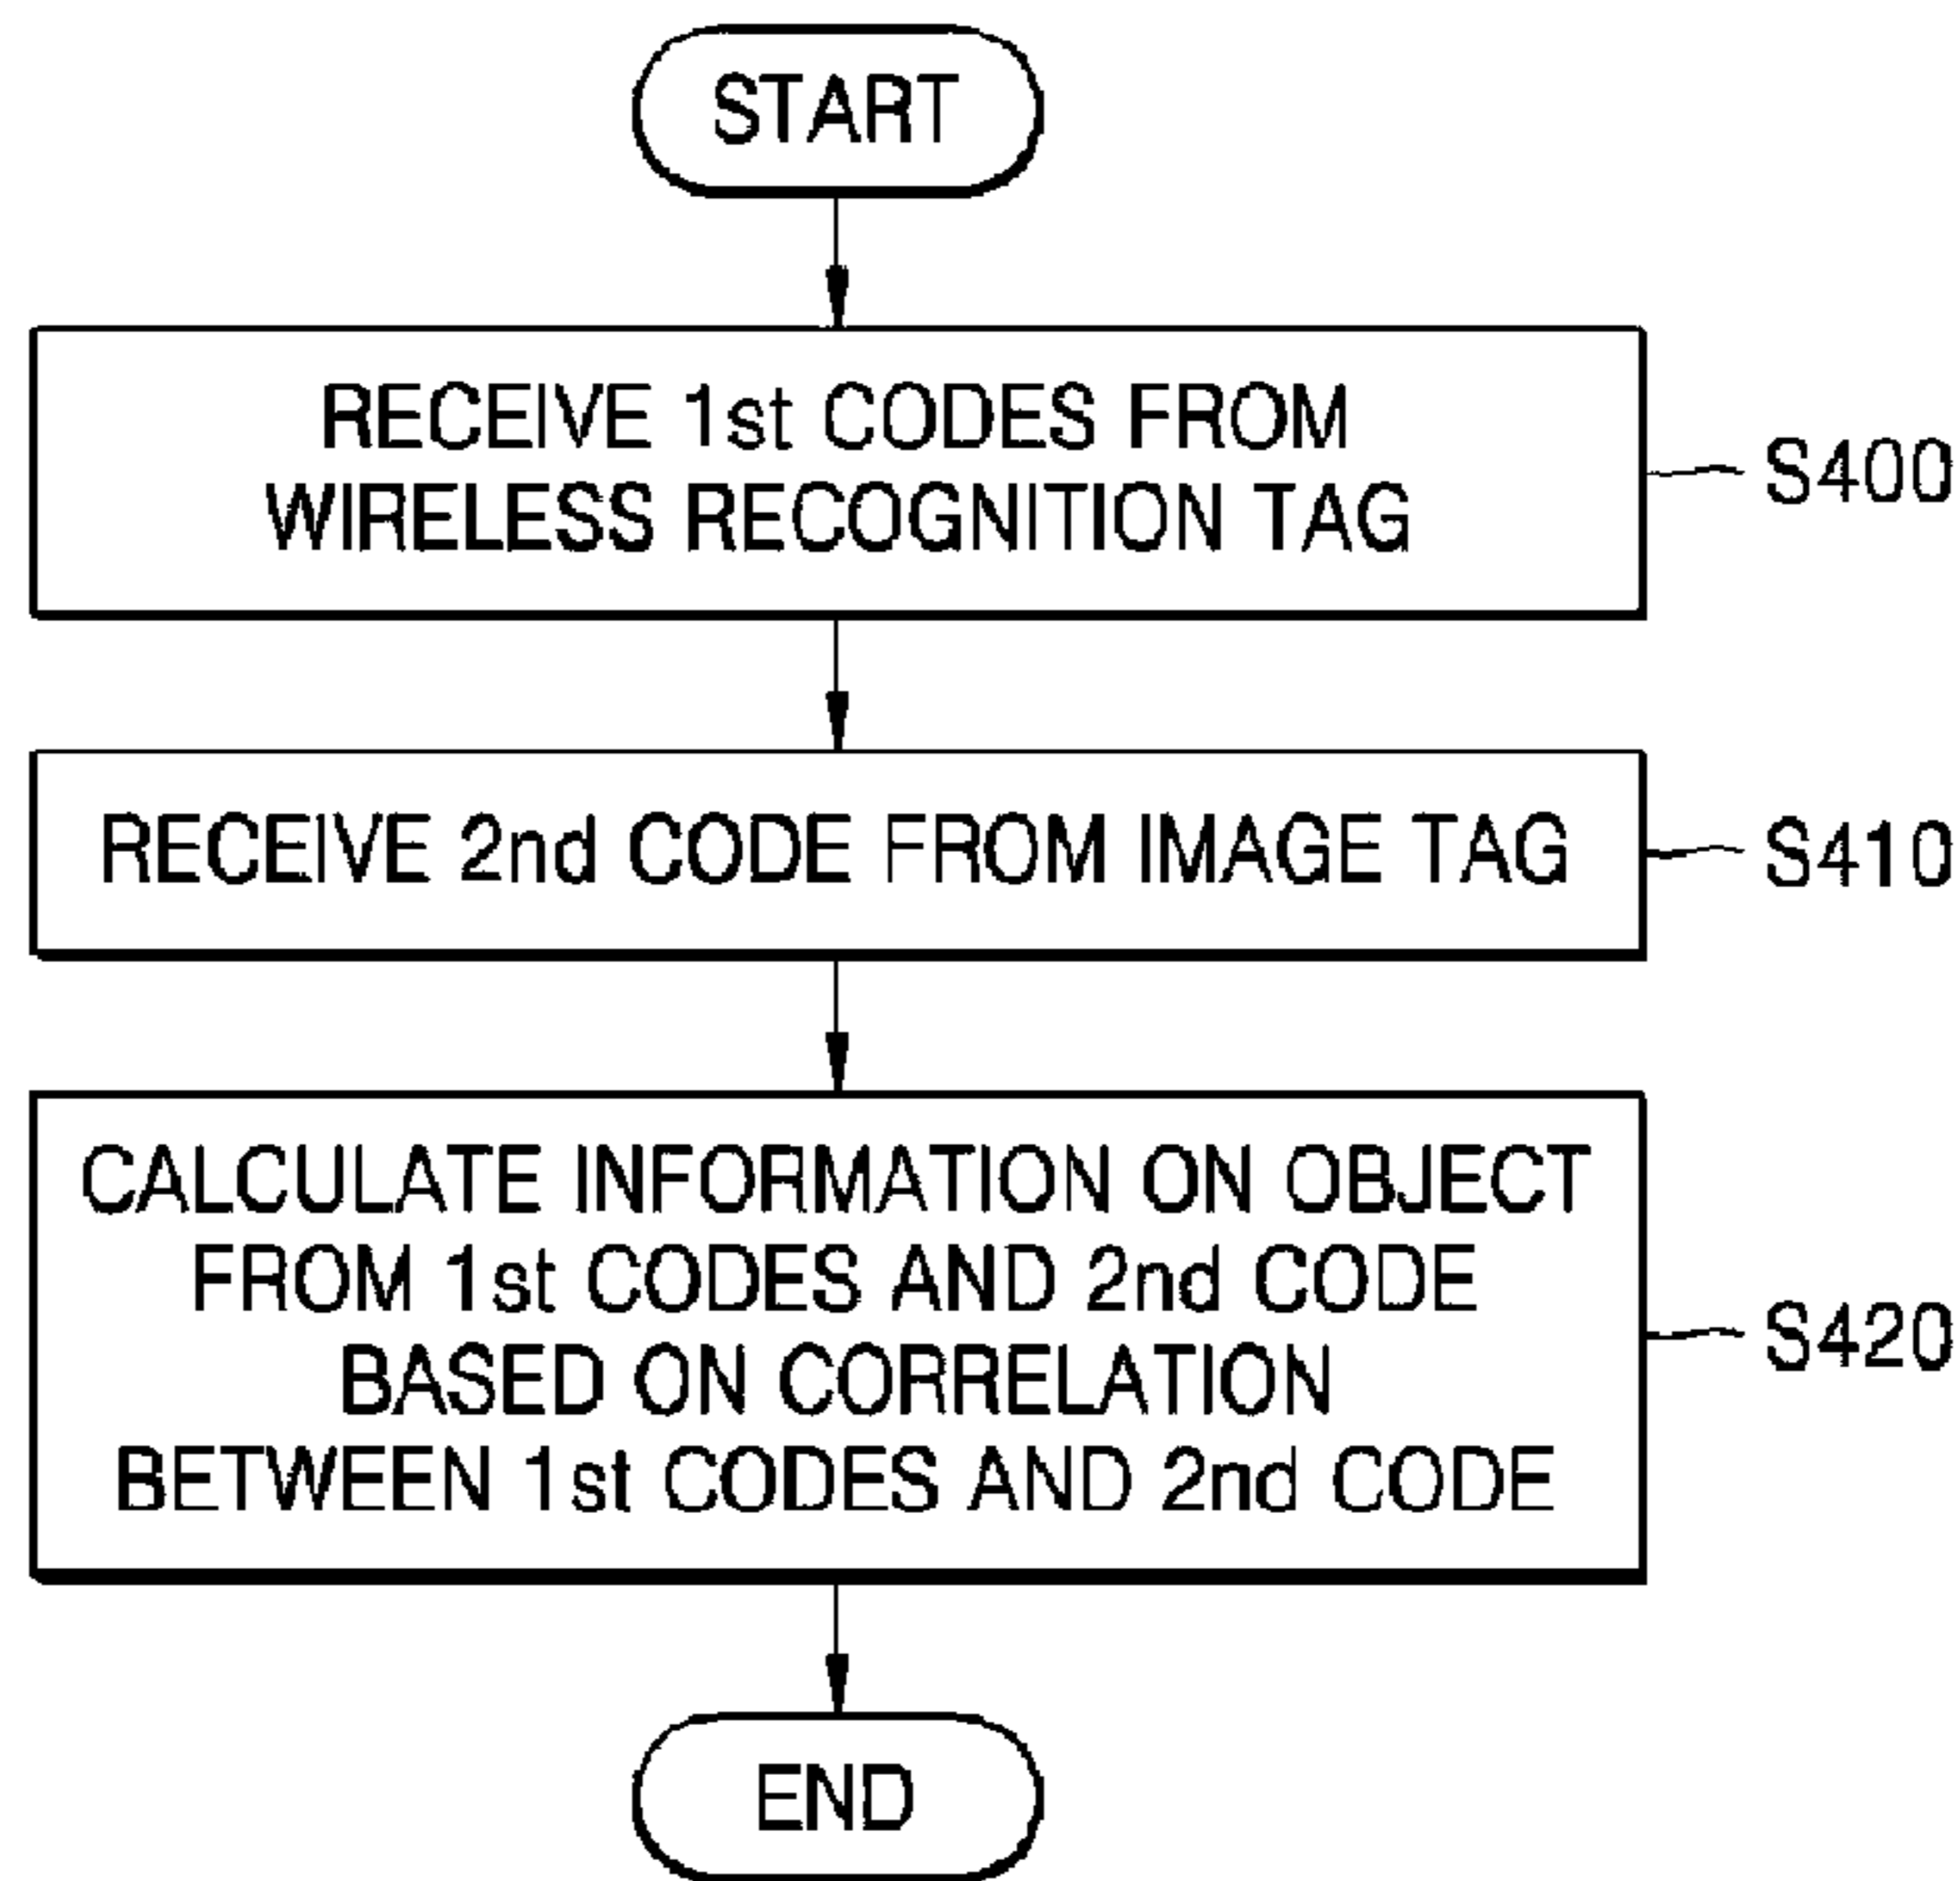 START
RECEIVE 1st CODES FROM
WIRELESS RECOGNITION TAG
S400
RECEIVE 2nd CODE FROM IMAGE TAG
S410
CALCULATE INFORMATION ON OBJECT
FROM 1st CODES AND 2nd CODE
BASED ON CORRELATION
BETWEEN 1st CODES AND 2nd CODE
S420
END